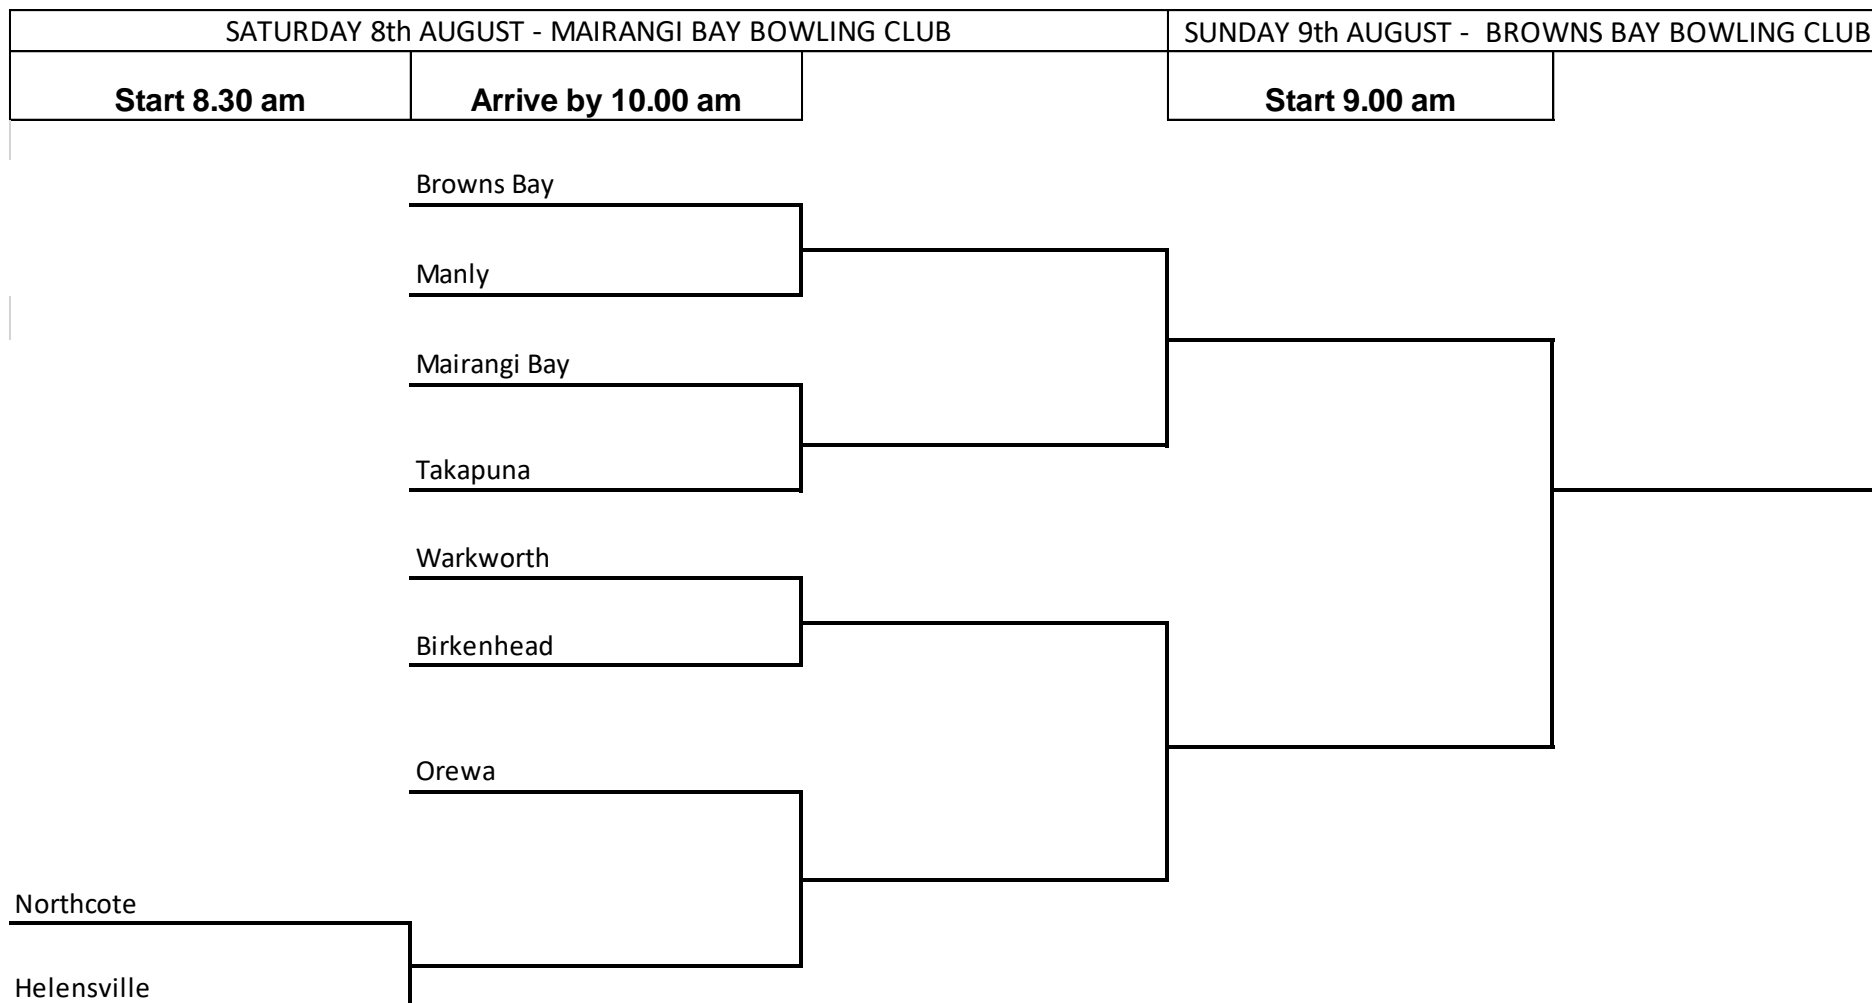 SATURDAY 8th AUGUST - MAIRANGI BAY BOWLING CLUB
SUNDAY 9th AUGUST - BROWNS BAY BOWLING CLUB
Start 8.30 am
Arrive by 10.00 am
Start 9.00 am
Browns Bay
Manly
Mairangi Bay
Takapuna
Warkworth
Birkenhead
Orewa
Northcote
Helensville